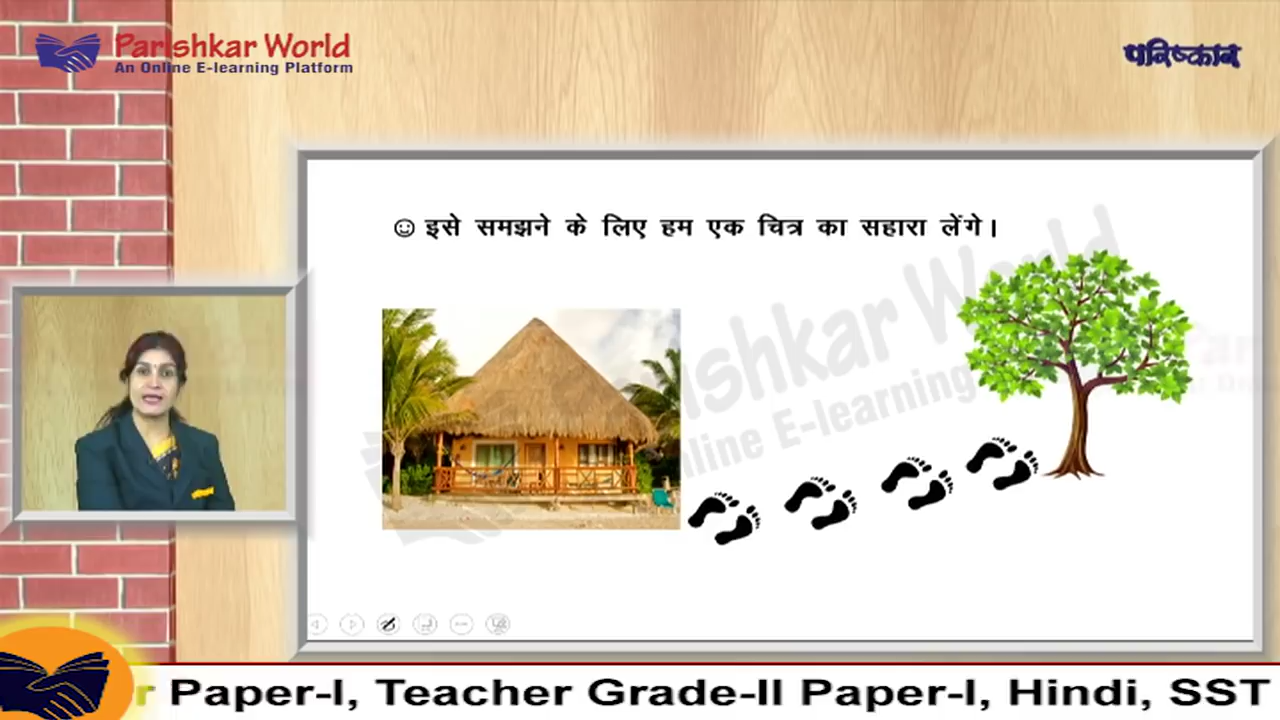 Parishkar World
An Online E-learning Platform
परिष्कार
☺ इसे समझने के लिए हम एक चित्र का सहारा लेंगे।
Parishkar World
Online E-learning
r Paper-I, Teacher Grade-II Paper-I, Hindi, SST